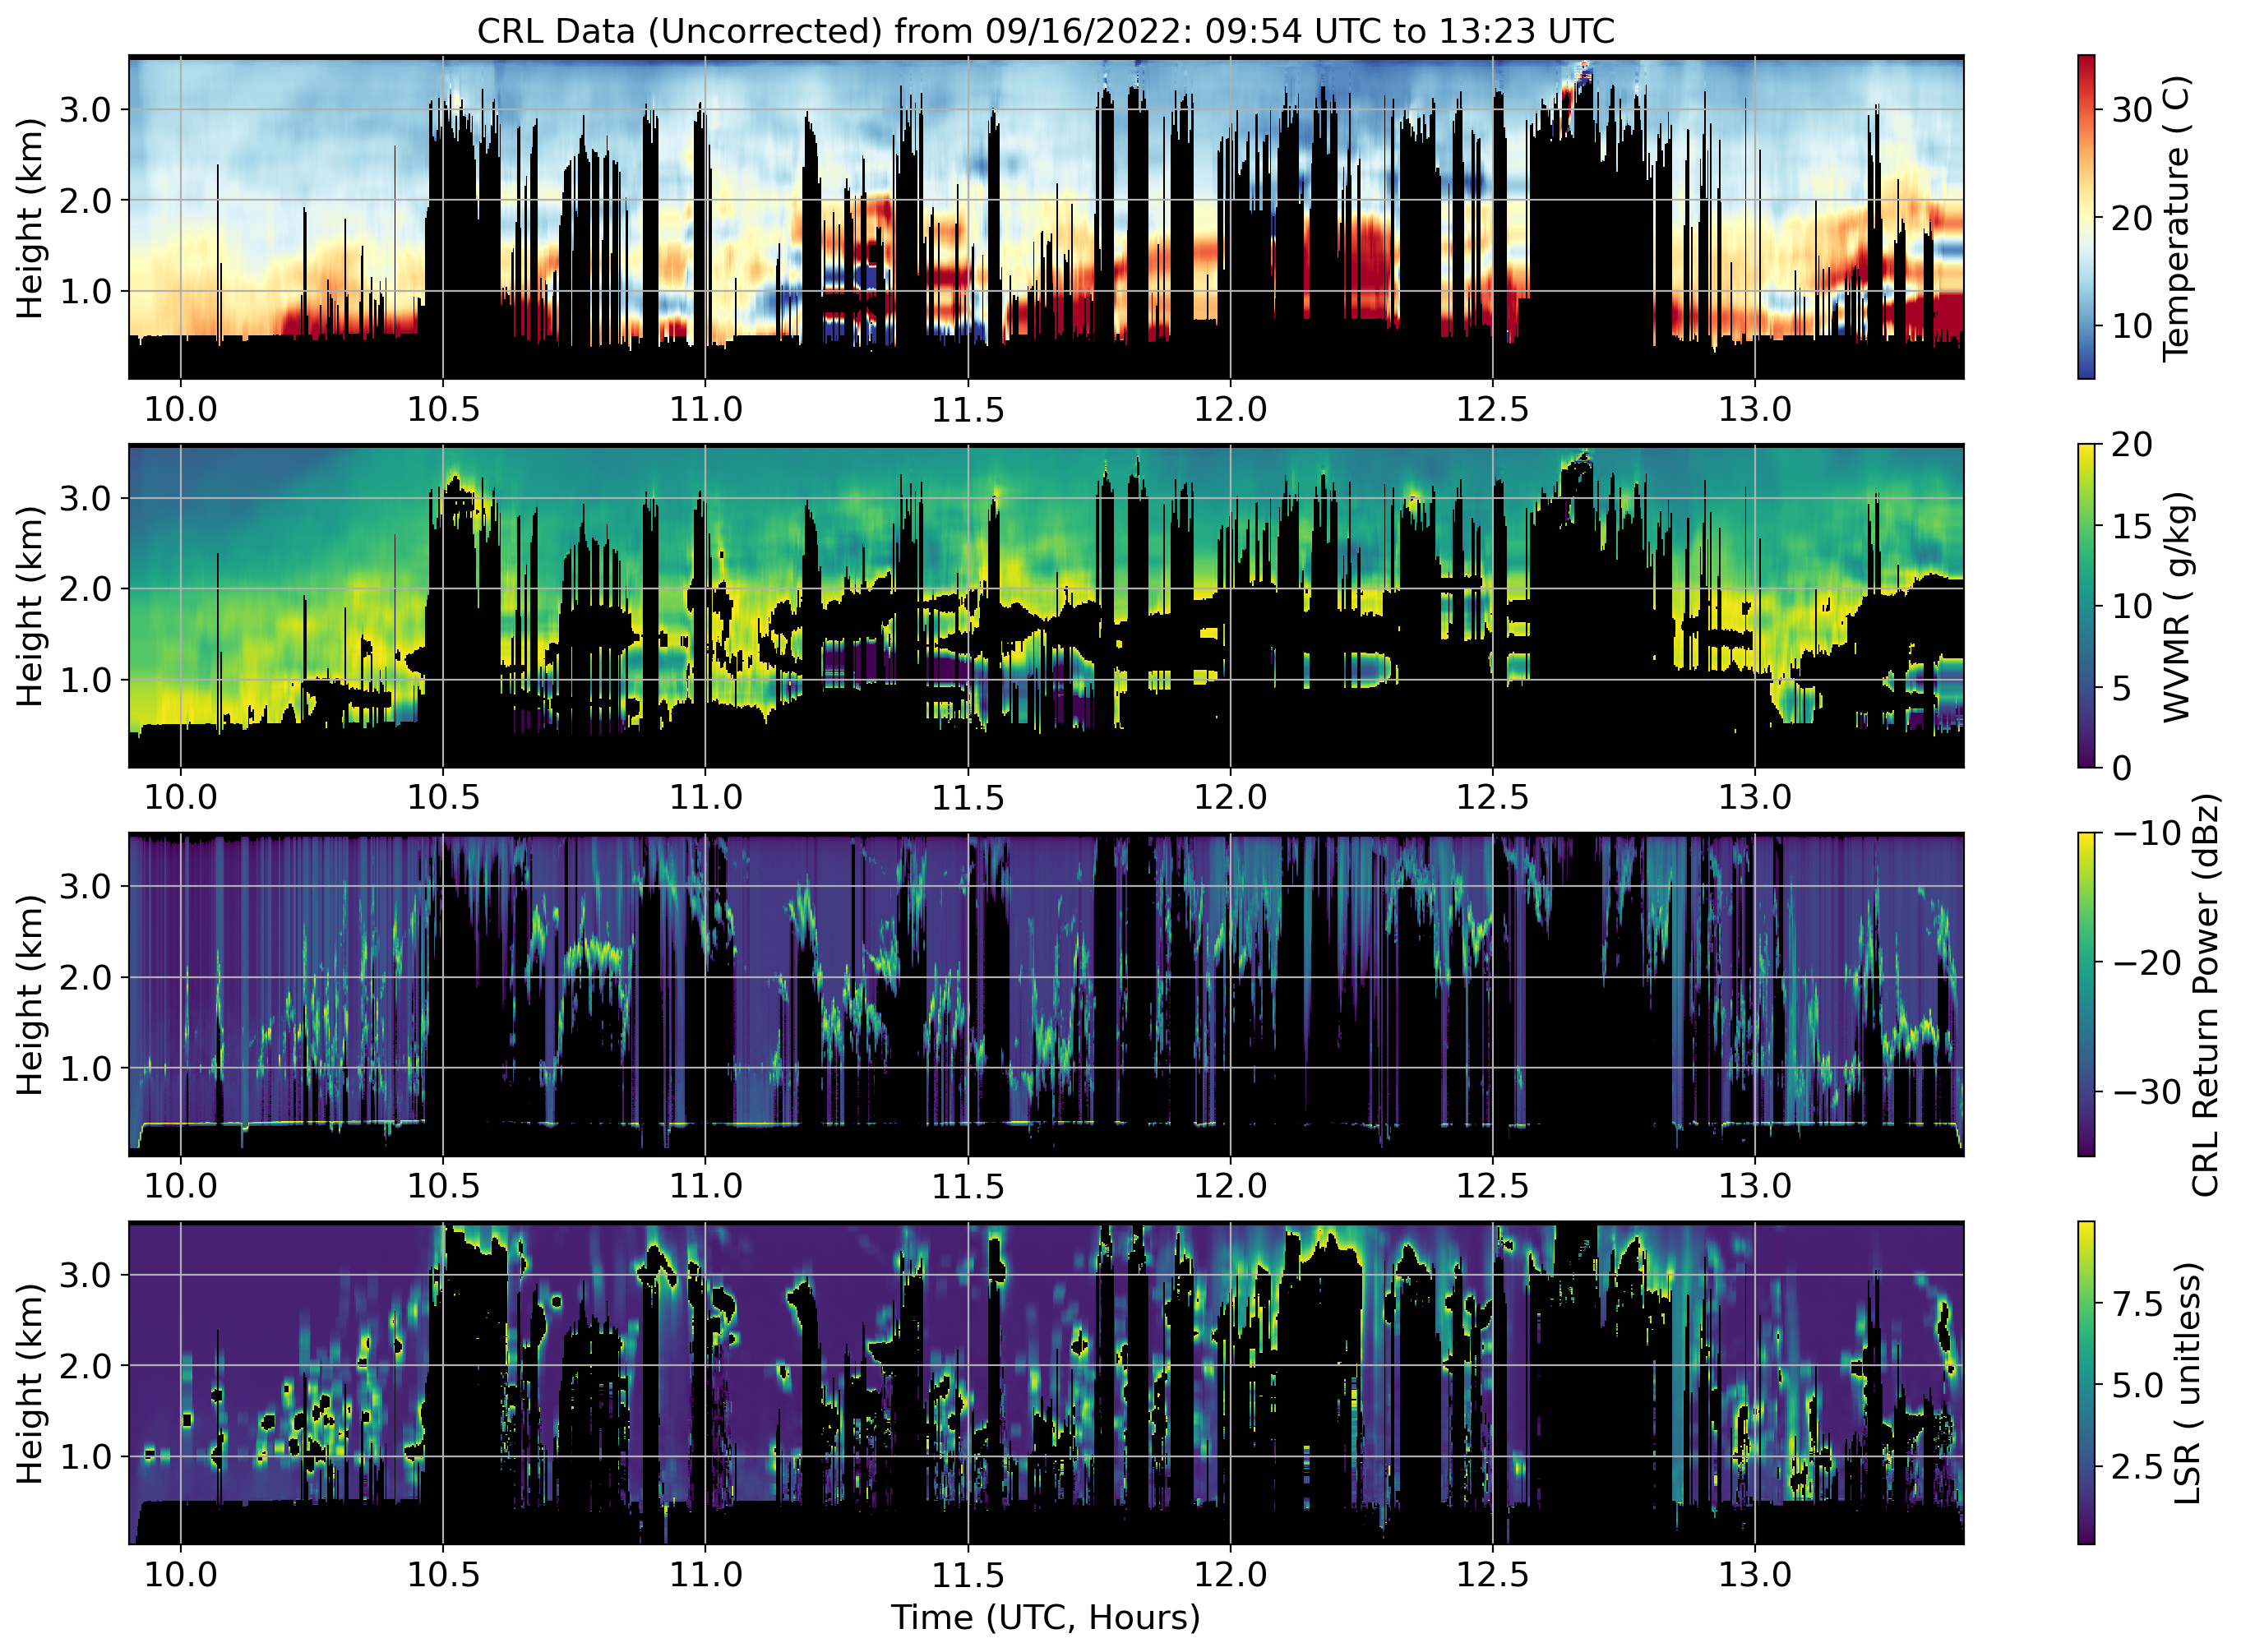 CRL Data (Uncorrected) from 09/16/2022: 09:54 UTC to 13:23 UTC
Height (km)
3.0
2.0
1.0
10.0 10.5 11.0 11.5 12.0 12.5 13.0
30
20
10
Temperature ( C)
Height (km)
3.0
2.0
1.0
10.0 10.5 11.0 11.5 12.0 12.5 13.0
20
15
10
5
0
WVMR ( g/kg)
Height (km)
3.0
2.0
1.0
10.0 10.5 11.0 11.5 12.0 12.5 13.0
−10
−20
−30
CRL Return Power (dBz)
Height (km)
3.0
2.0
1.0
10.0 10.5 11.0 11.5 12.0 12.5 13.0
7.5
5.0
2.5
LSR ( unitless)
Time (UTC, Hours)